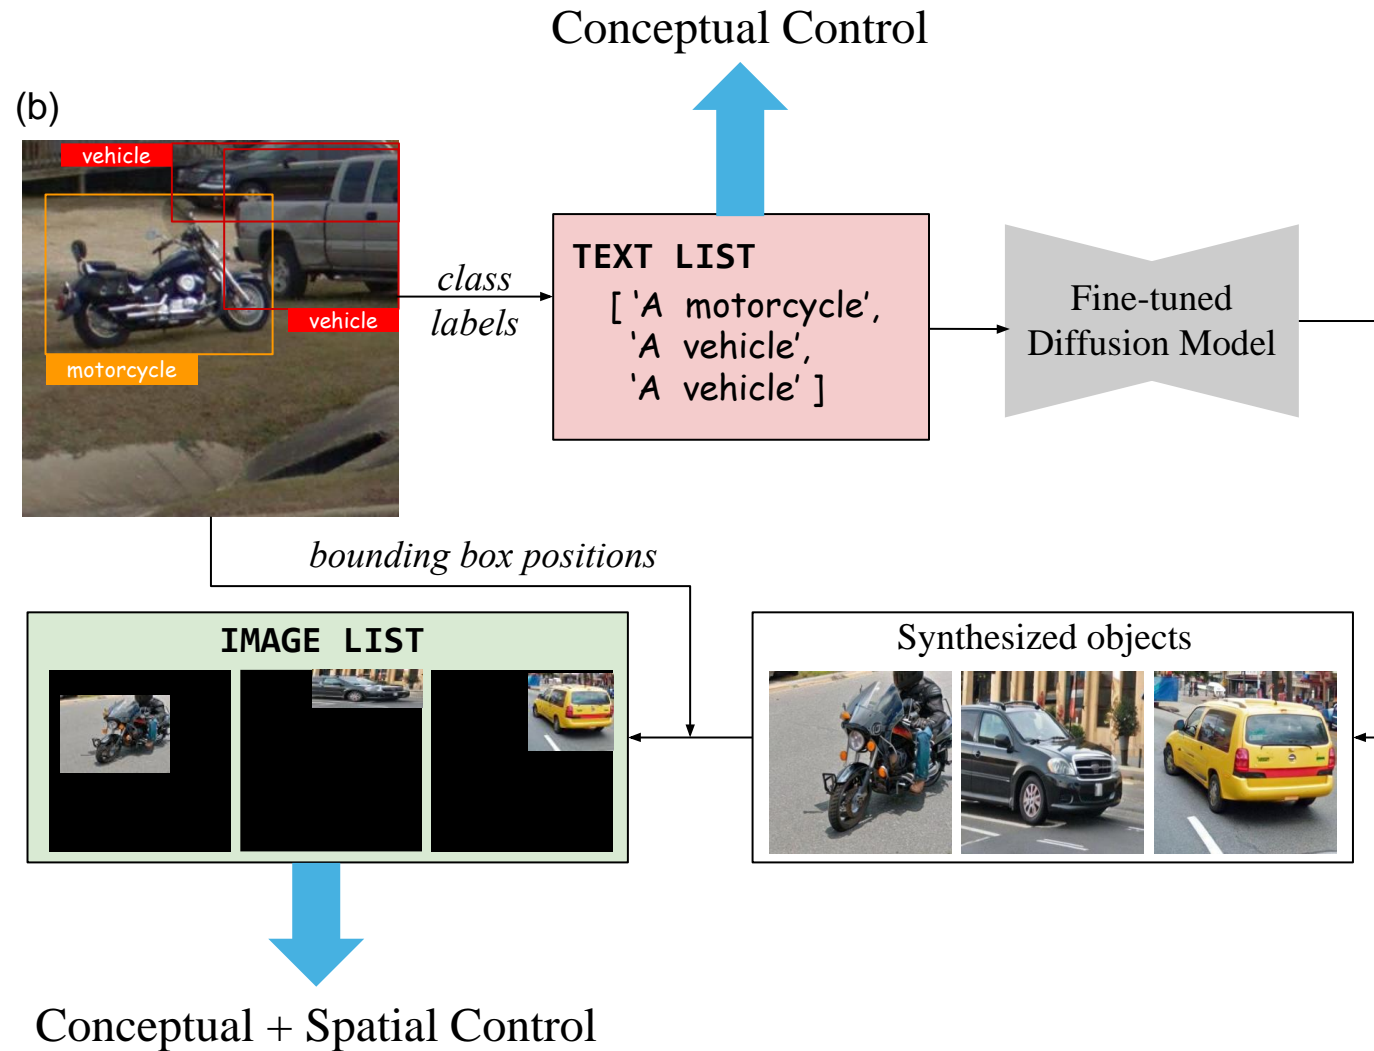 Conceptual Control
(b)
vehicle
vehicle
motorcycle
class
labels
TEXT LIST
[ ‘A motorcycle’,
‘A vehicle’,
‘A vehicle’ ]
Fine-tuned
Diffusion Model
bounding box positions
IMAGE LIST
Synthesized objects
Conceptual + Spatial Control